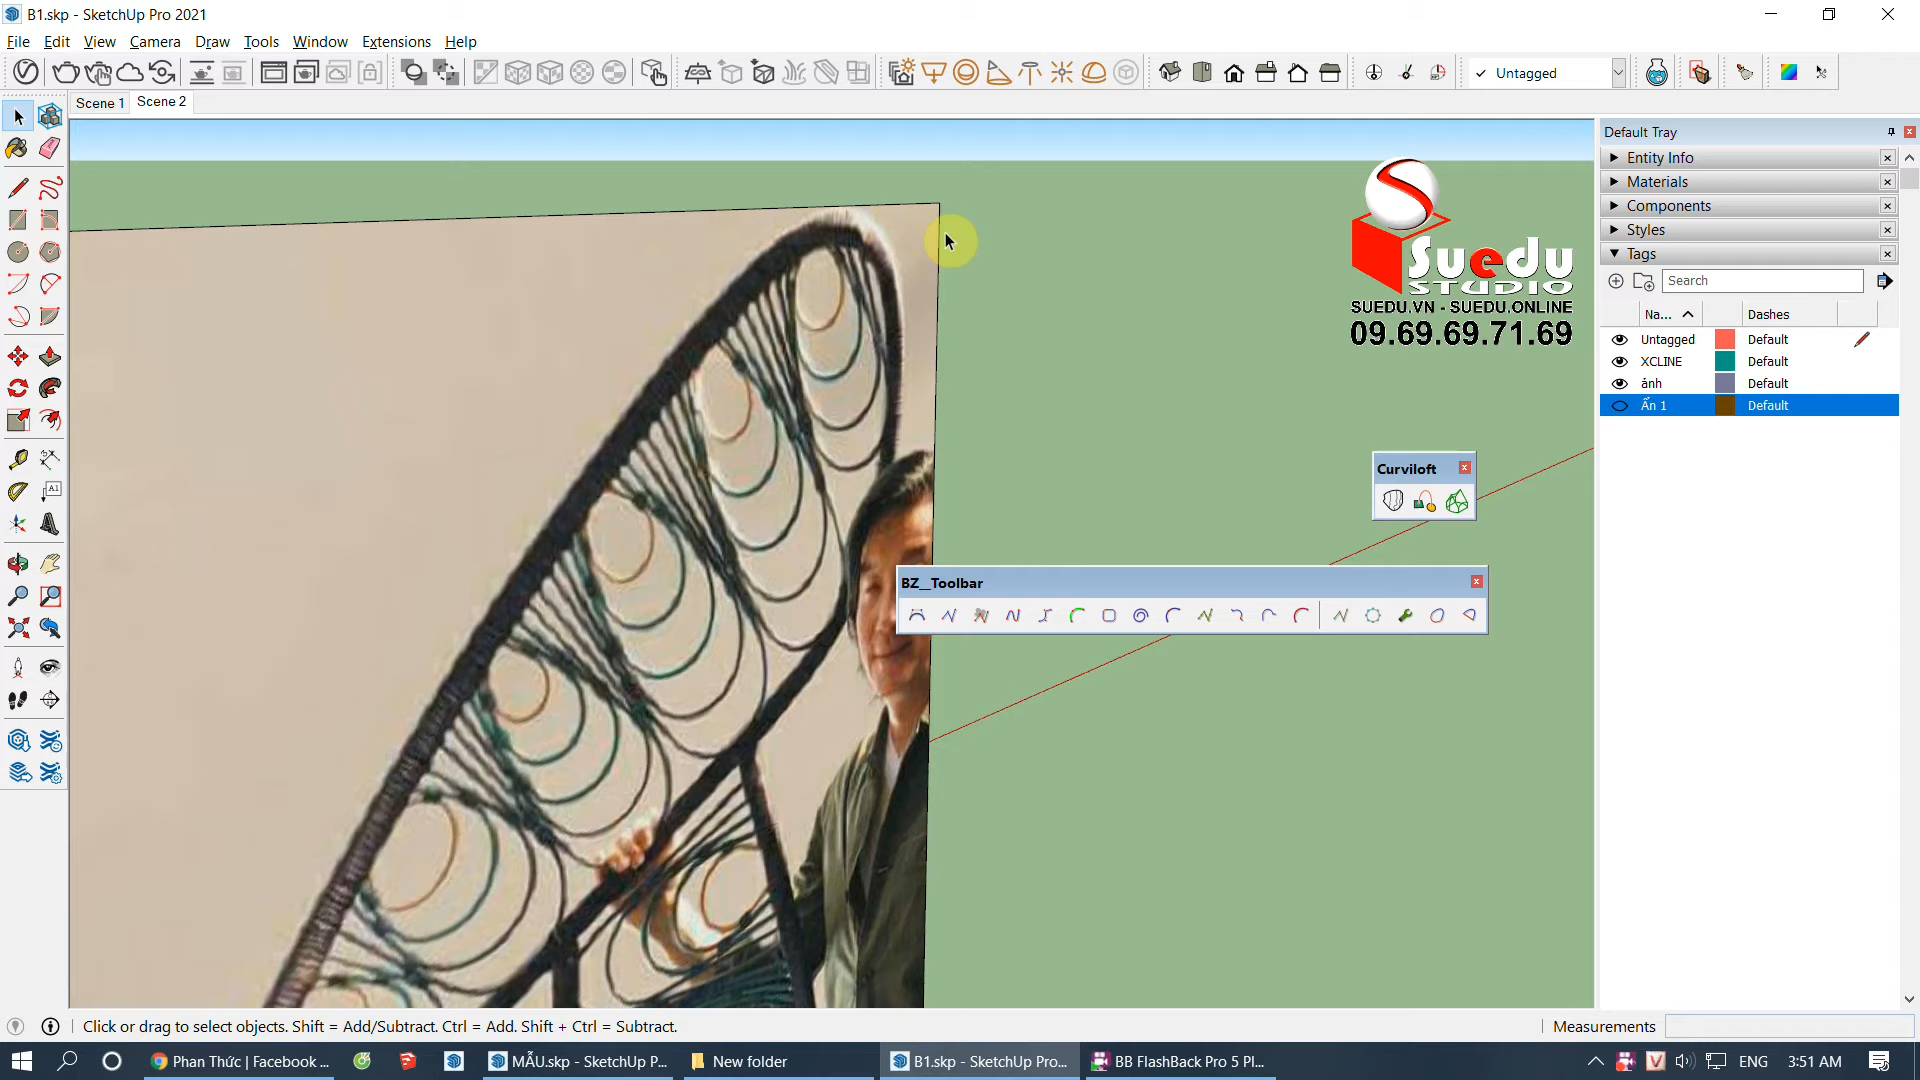 B1.skp - SketchUp Pro 2021
File Edit View Camera Draw Tools Window Extensions Help
Untagged
Scene 1 Scene 2
Default Tray
Entity Info
Materials
Components
Styles
Tags
Search
Na... Dashes
Untagged Default
XCLINE Default
ảnh Default
Ẩn 1 Default
Suedu
STUDIO
SUEDU.VN - SUEDU.ONLINE
09.69.69.71.69
Curviloft
BZ__Toolbar
A1
Click or drag to select objects. Shift = Add/Subtract. Ctrl = Add. Shift + Ctrl = Subtract.
Measurements
Phan Thức | Facebook ...
MẪU.skp - SketchUp P...
New folder
B1.skp - SketchUp Pro...
BB FlashBack Pro 5 Pl...
ENG
3:51 AM